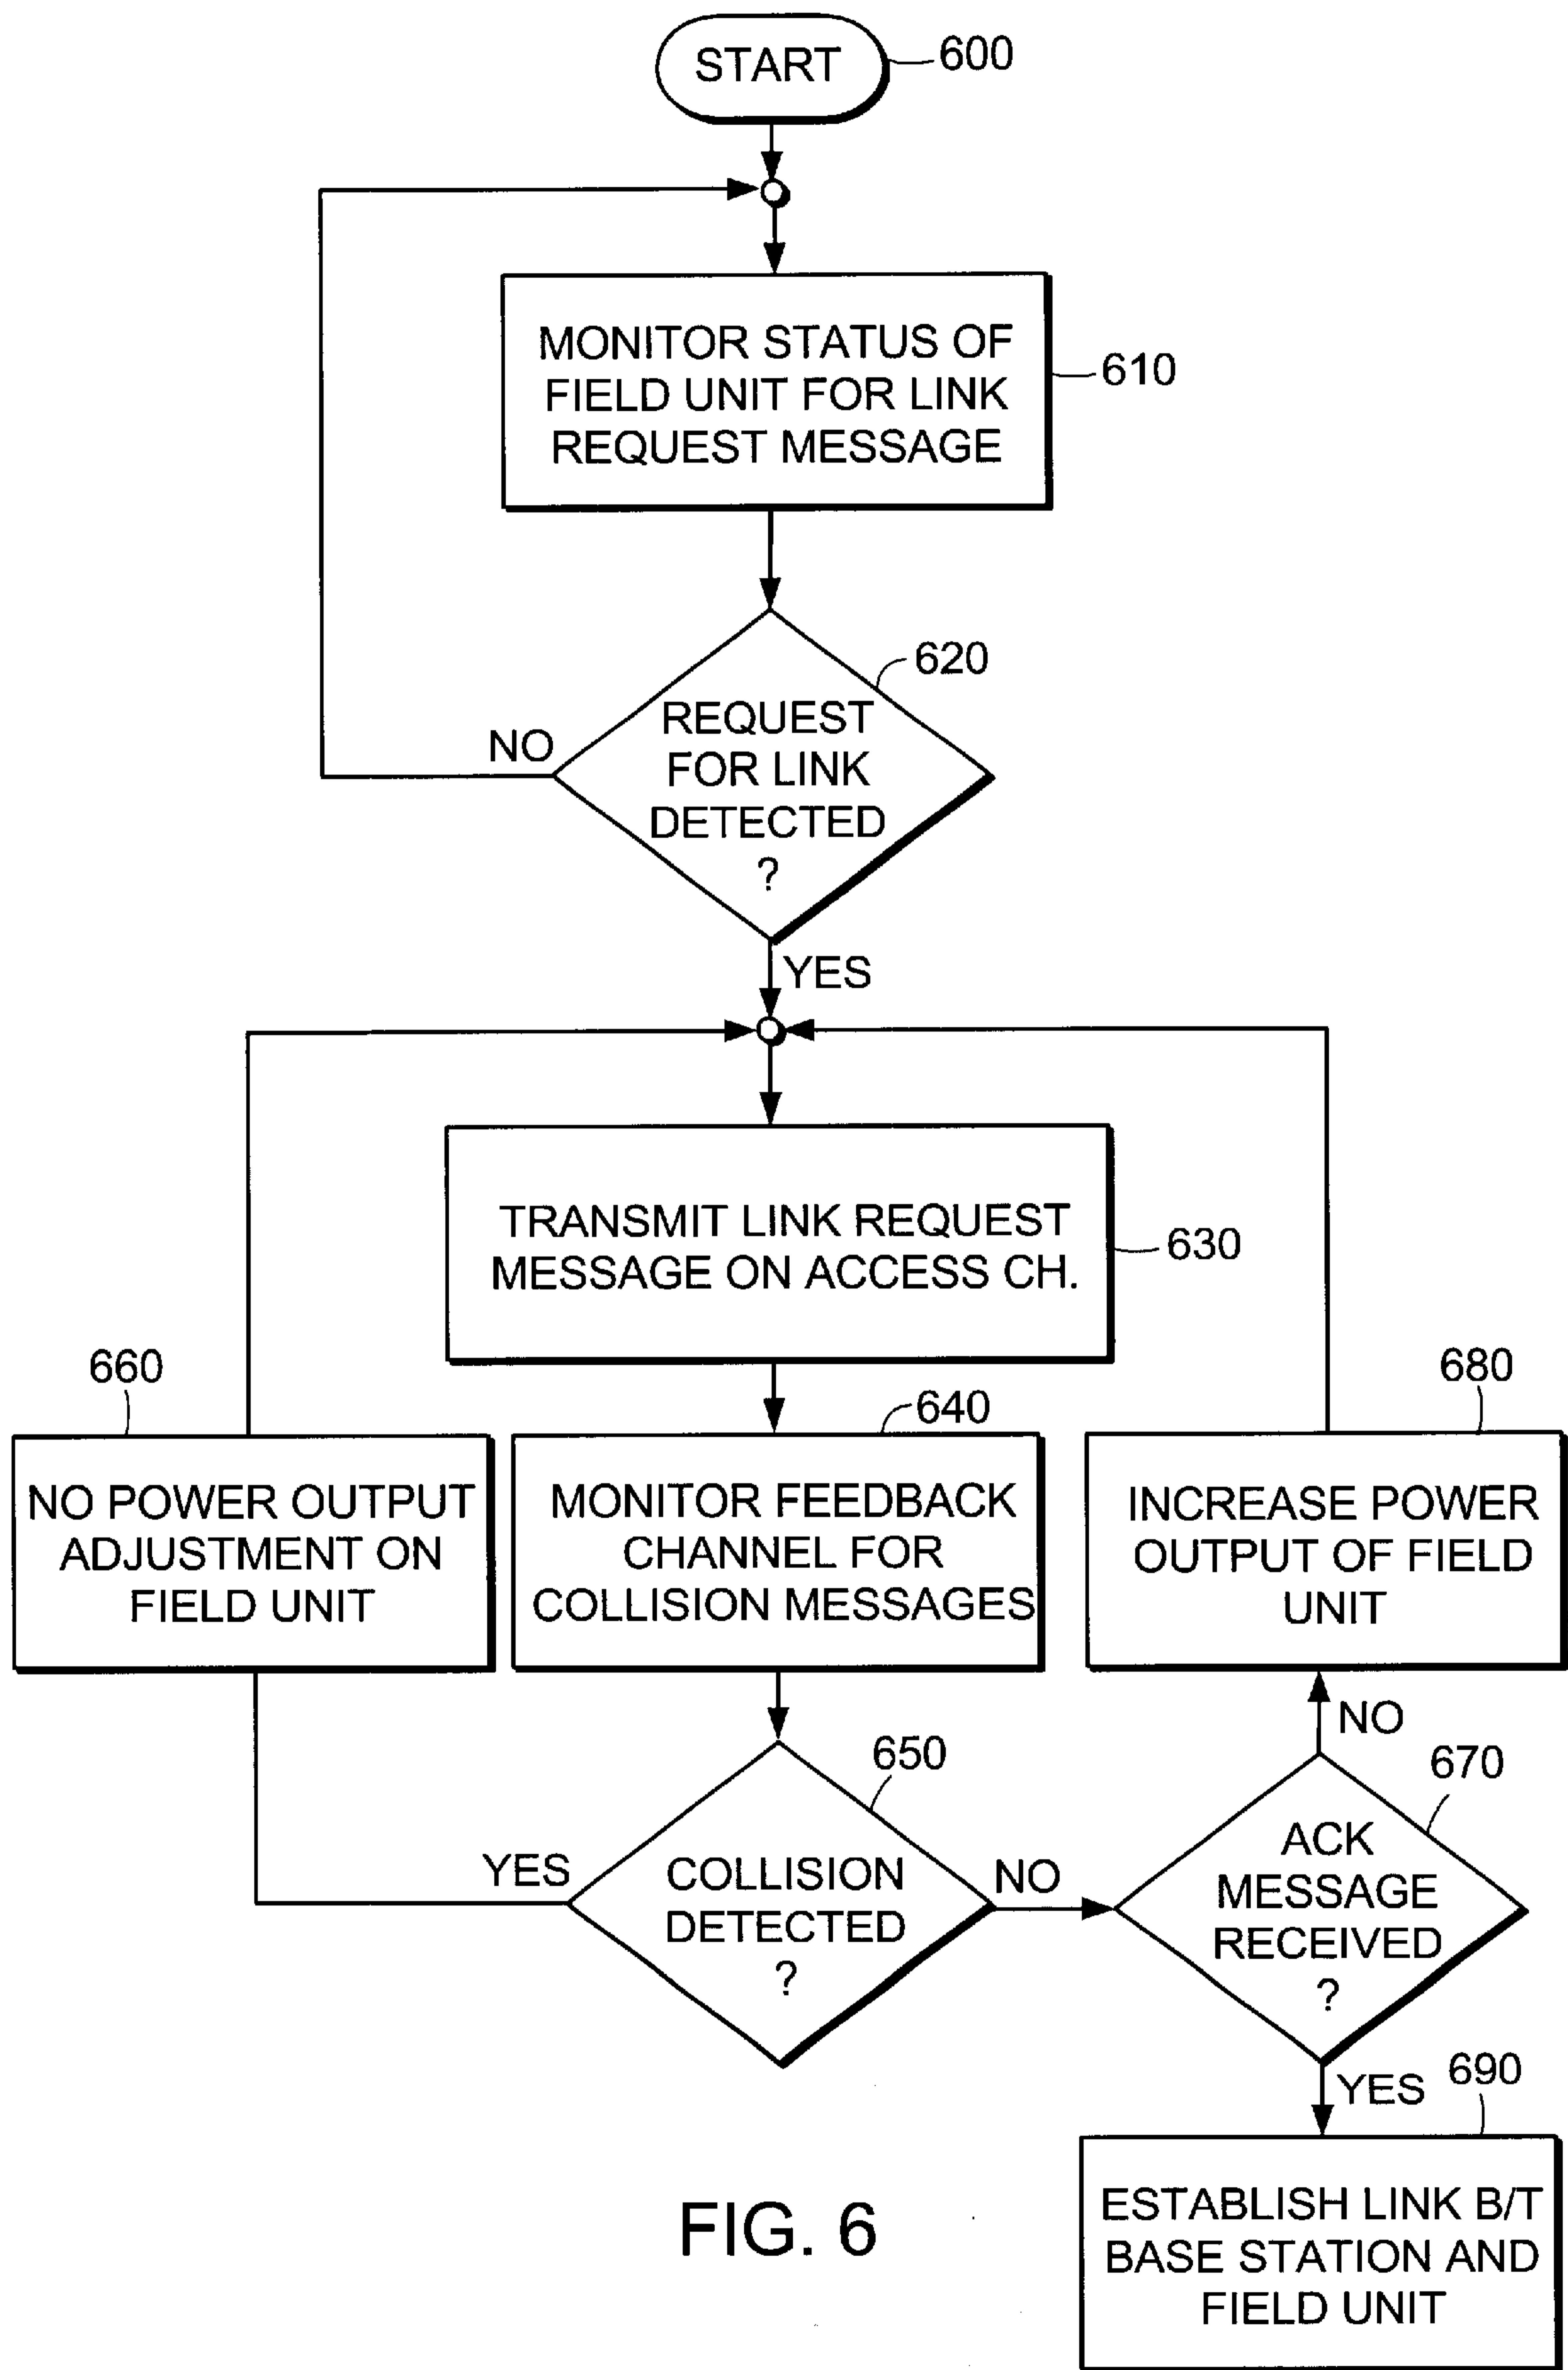 START
600
MONITOR STATUS OF
FIELD UNIT FOR LINK
REQUEST MESSAGE
610
620
REQUEST
FOR LINK
DETECTED
?
NO
YES
TRANSMIT LINK REQUEST
MESSAGE ON ACCESS CH.
630
660
NO POWER OUTPUT
ADJUSTMENT ON
FIELD UNIT
640
MONITOR FEEDBACK
CHANNEL FOR
COLLISION MESSAGES
680
INCREASE POWER
OUTPUT OF FIELD
UNIT
NO
650
COLLISION
DETECTED
?
YES
NO
670
ACK
MESSAGE
RECEIVED
?
YES
690
ESTABLISH LINK B/T
BASE STATION AND
FIELD UNIT
FIG. 6